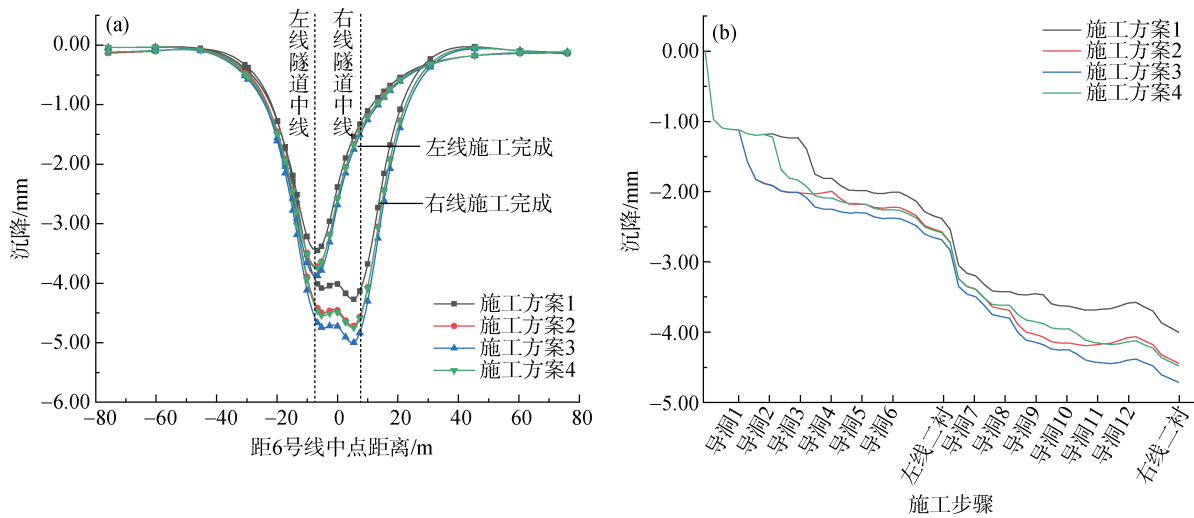 (a)
左线隧道中线
右线隧道中线
0.00
−1.00
−2.00
−3.00
−4.00
−5.00
−6.00
沉降/mm
左线施工完成
右线施工完成
施工方案1
施工方案2
施工方案3
施工方案4
−80
−60
−40
−20
0
20
40
60
80
距6号线中点距离/m
(b)
施工方案1
施工方案2
施工方案3
施工方案4
0.00
−1.00
−2.00
−3.00
−4.00
−5.00
沉降/mm
导洞1
导洞2
导洞3
导洞4
导洞5
导洞6
左线二衬
导洞7
导洞8
导洞9
导洞10
导洞11
导洞12
右线二衬
施工步骤